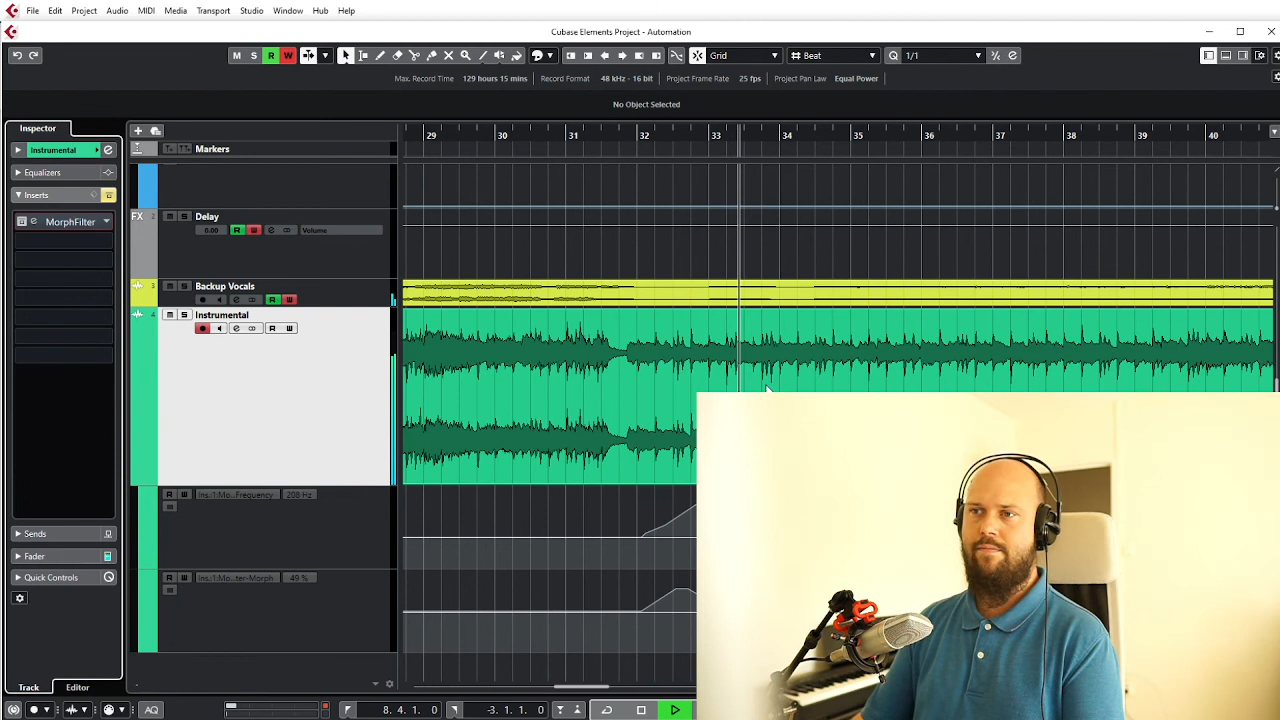 File Edit Project Audio MIDI Media Transport Studio Window Hub Help
Cubase Elements Project - Automation
M S R W Grid Beat Q 1/1
Max. Record Time 129 hours 15 mins Record Format 48 kHz - 16 bit Project Frame Rate 25 fps Project Pan Law Equal Power
No Object Selected
Inspector
29 30 31 32 33 34 35 36 37 38 39 40
Instrumental
Markers
Equalizers
Inserts
MorphFilter
FX 2 Delay
0.00 R W Volume
3 Backup Vocals
R W
4 Instrumental
R W
R W Ins.:1:Mo...Frequency 208 Hz
Sends
Fader
Quick Controls
R W Ins.:1:Mo...ter-Morph 49 %
Track Editor
AQ 8. 4. 1. 0 -3. 1. 1. 0